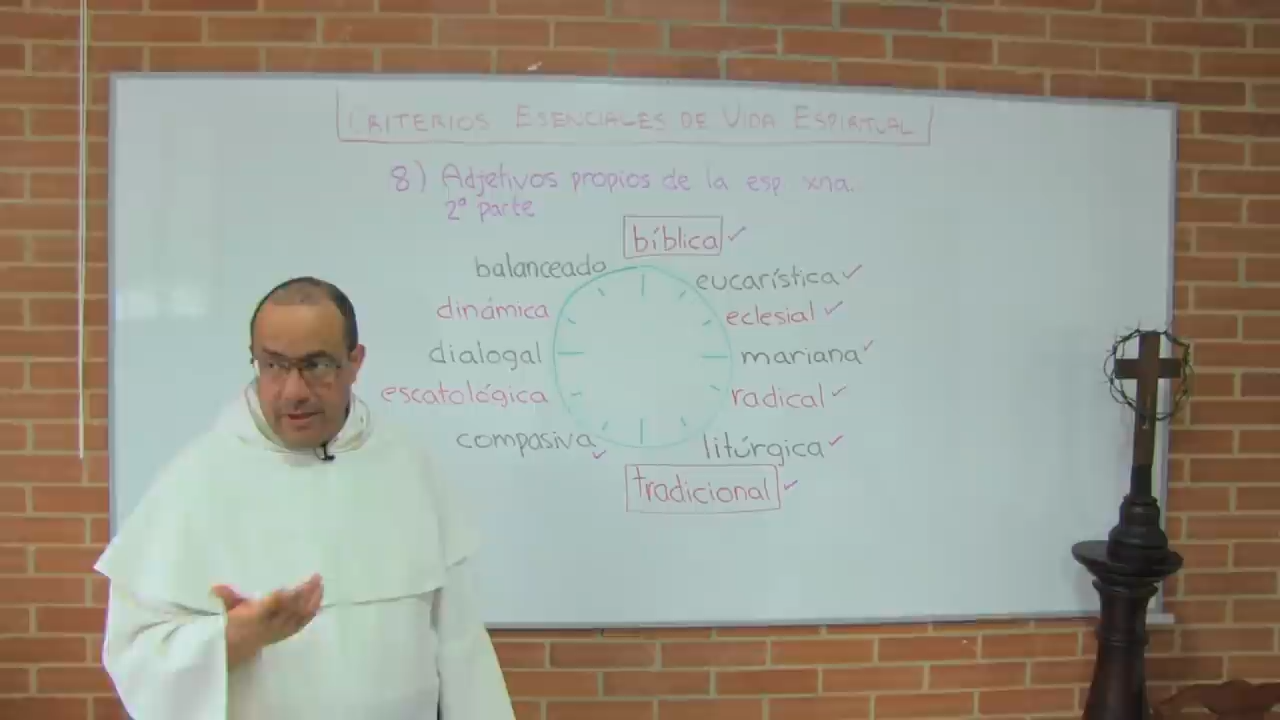 CRITERIOS ESENCIALES DE VIDA ESPIRITUAL
8) Adjetivos propios de la esp. xna.
2ª parte
bíblica ✓
balanceado eucarística ✓
dinámica eclesial ✓
dialogal mariana ✓
escatológica radical ✓
compasiva ✓ litúrgica ✓
tradicional ✓